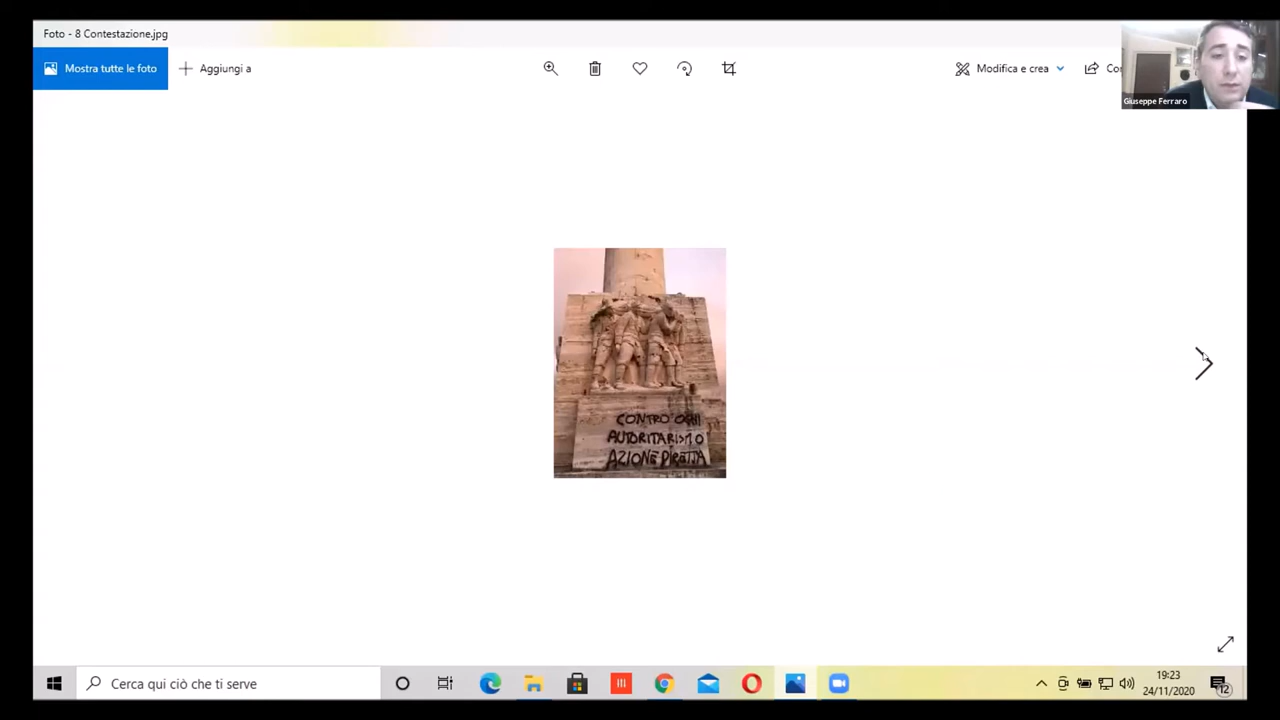 Foto - 8 Contestazione.jpg
Mostra tutte le foto
Aggiungi a
Modifica e crea
Giuseppe Ferraro
CONTRO OGNI
AUTORITARISMO
AZIONE DIRETTA
Cerca qui ciò che ti serve
19:23
24/11/2020
12